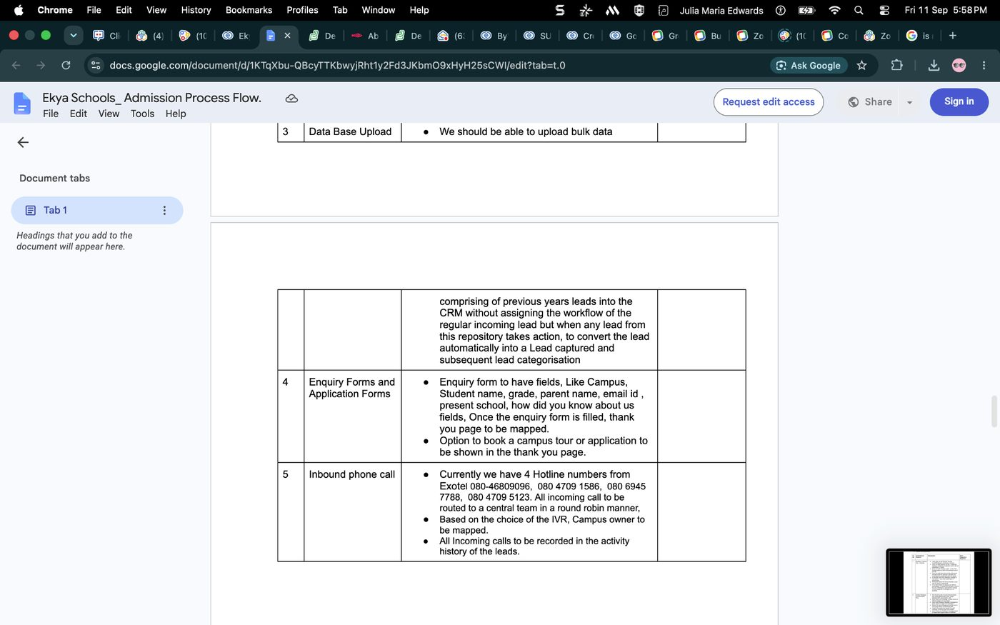 Chrome File Edit View History Bookmarks Profiles Tab Window Help Julia Maria Edwards Fri 11 Sep 5:58 PM
Cli (4) (10 Ek De Ab De (6: By SU Cr Go Gr Bu Zo (1( Co Zo is
docs.google.com/document/d/1KTqXbu-QBcyTTKbwyjRht1y2Fd3JKbmO9xHyH25sCWI/edit?tab=t.0 Ask Google
Ekya Schools_ Admission Process Flow.
File Edit View Tools Help
Request edit access
Share
Sign in
Document tabs
Tab 1
Headings that you add to the
document will appear here.
3 Data Base Upload ● We should be able to upload bulk data
comprising of previous years leads into the
CRM without assigning the workflow of the
regular incoming lead but when any lead from
this repository takes action, to convert the lead
automatically into a Lead captured and
subsequent lead categorisation
4 Enquiry Forms and ● Enquiry form to have fields, Like Campus,
Application Forms Student name, grade, parent name, email id ,
present school, how did you know about us
fields, Once the enquiry form is filled, thank
you page to be mapped.
● Option to book a campus tour or application to
be shown in the thank you page.
5 Inbound phone call ● Currently we have 4 Hotline numbers from
Exotel 080-46809096, 080 4709 1586, 080 6945
7788, 080 4709 5123. All incoming call to be
routed to a central team in a round robin manner,
● Based on the choice of the IVR, Campus owner to
be mapped.
● All Incoming calls to be recorded in the activity
history of the leads.